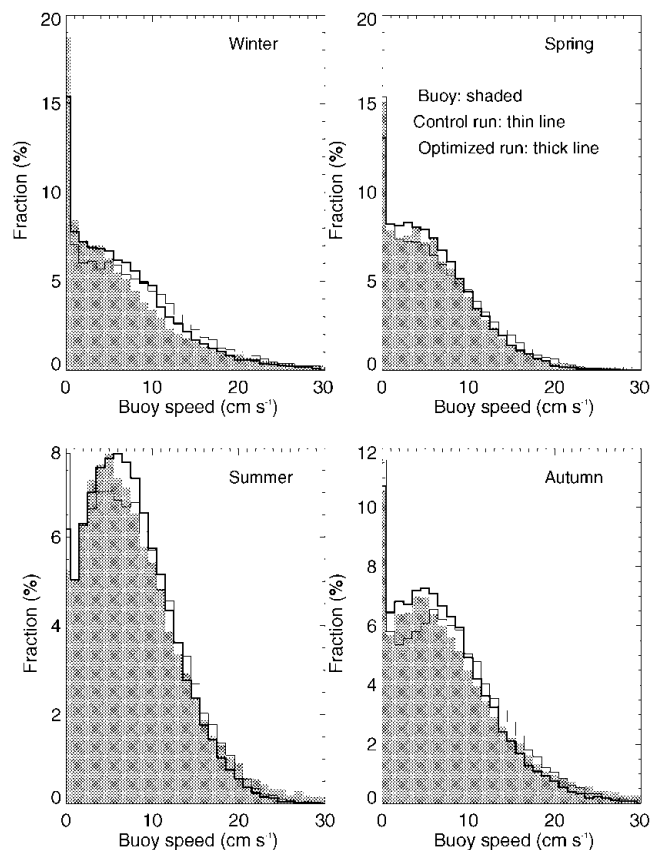 Winter
Fraction (%)
20
15
10
5
0
0 10 20 30
Buoy speed (cm s⁻¹)
Spring
Buoy: shaded
Control run: thin line
Optimized run: thick line
Fraction (%)
20
15
10
5
0
0 10 20 30
Buoy speed (cm s⁻¹)
Summer
Fraction (%)
8
6
4
2
0
0 10 20 30
Buoy speed (cm s⁻¹)
Autumn
Fraction (%)
12
10
8
6
4
2
0
0 10 20 30
Buoy speed (cm s⁻¹)